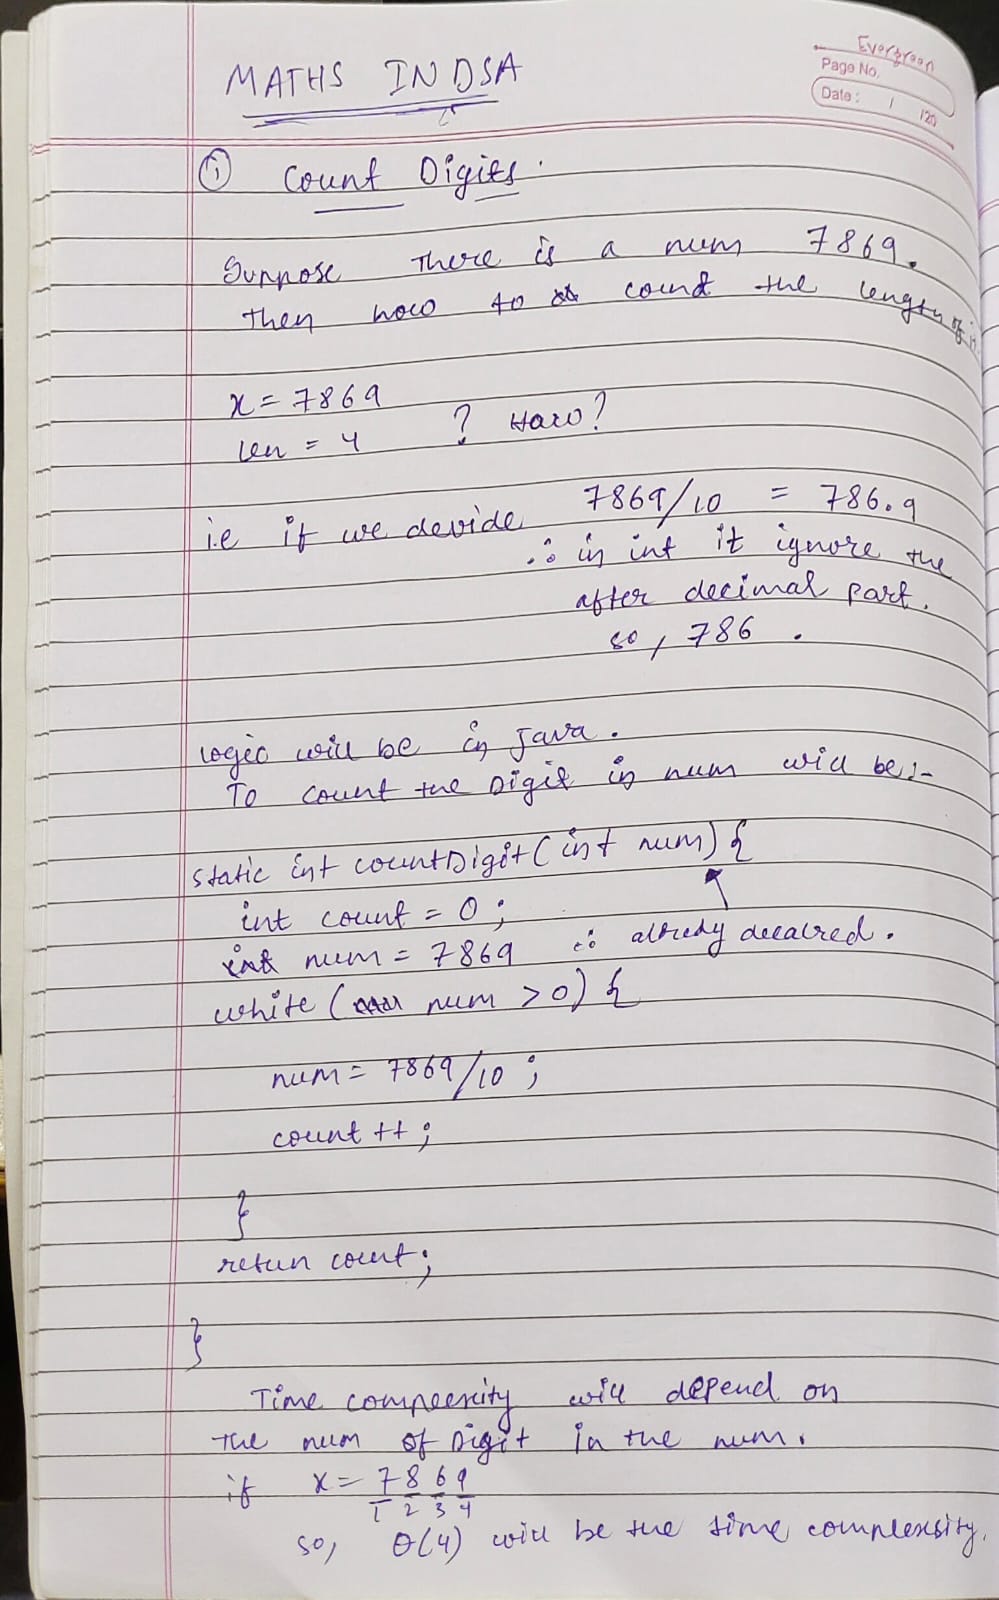 Evergreen
Page No.
Date: / /20
MATHS IN DSA
① Count Digits.
Suppose there is a num 7869.
then how to count the length of it.
x = 7869
len = 4 ? How?
i.e if we devide 7869/10 = 786.9
∴ in int it ignore the
after decimal part.
so, 786.
Logic will be in Java.
To count the Digit in num will be:-
static int countDigit(int num){
int count = 0;
int num = 7869 ∴ alredy decalred.
while (num > 0) {
num = 7869/10;
count ++;
}
retun count;
}
Time compleexity will depend on
The num of Digit in the num.
if x = 7869
1 2 3 4
so, θ(4) will be the time complexsity.